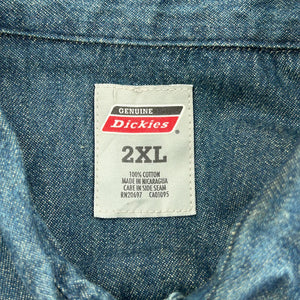 GENUINE
Dickies®
2XL
100% COTTON
MADE IN NICARAGUA
CARE IN SIDE SEAM
RN20697 CA01095